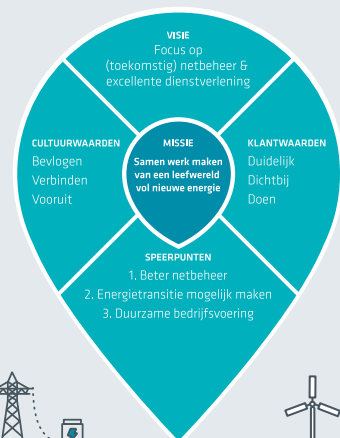 VISIE
Focus op
(toekomstig) netbeheer &
excellente dienstverlening
CULTUURWAARDEN
Bevlogen
Verbinden
Vooruit
MISSIE
Samen werk maken
van een leefwereld
vol nieuwe energie
KLANTWAARDEN
Duidelijk
Dichtbij
Doen
SPEERPUNTEN
1. Beter netbeheer
2. Energietransitie mogelijk maken
3. Duurzame bedrijfsvoering